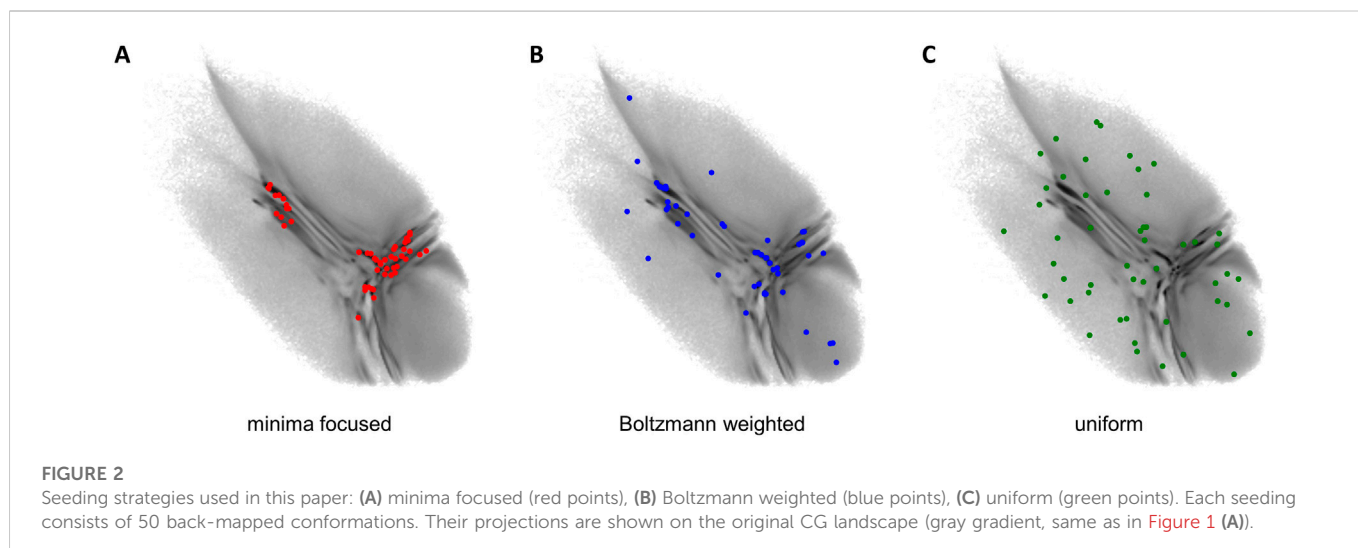 A
B
C
minima focused
Boltzmann weighted
uniform
FIGURE 2
Seeding strategies used in this paper: (A) minima focused (red points), (B) Boltzmann weighted (blue points), (C) uniform (green points). Each seeding
consists of 50 back-mapped conformations. Their projections are shown on the original CG landscape (gray gradient, same as in Figure 1 (A)).